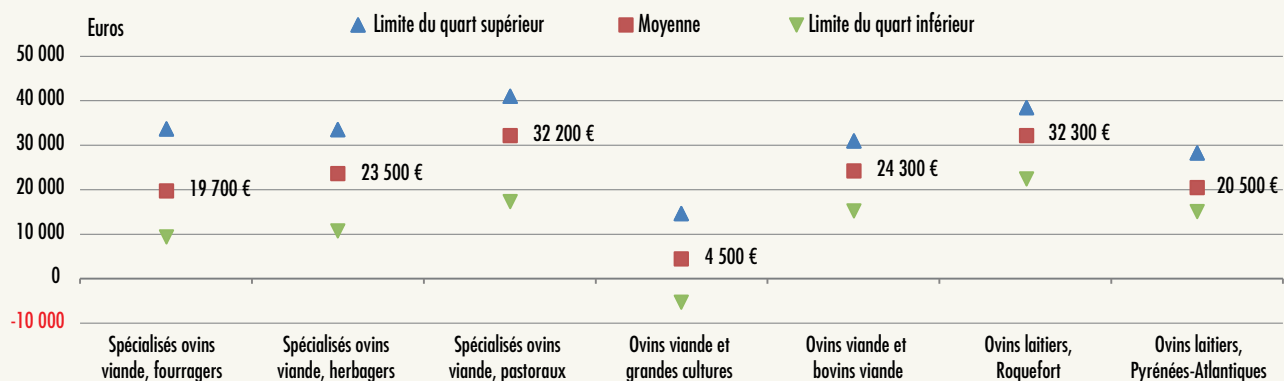 Euros
Limite du quart supérieur
Moyenne
Limite du quart inférieur
50 000
40 000
30 000
20 000
10 000
0
-10 000
19 700 €
23 500 €
32 200 €
4 500 €
24 300 €
32 300 €
20 500 €
Spécialisés ovins
viande, fourragers
Spécialisés ovins
viande, herbagers
Spécialisés ovins
viande, pastoraux
Ovins viande et
grandes cultures
Ovins viande et
bovins viande
Ovins laitiers,
Roquefort
Ovins laitiers,
Pyrénées-Atlantiques